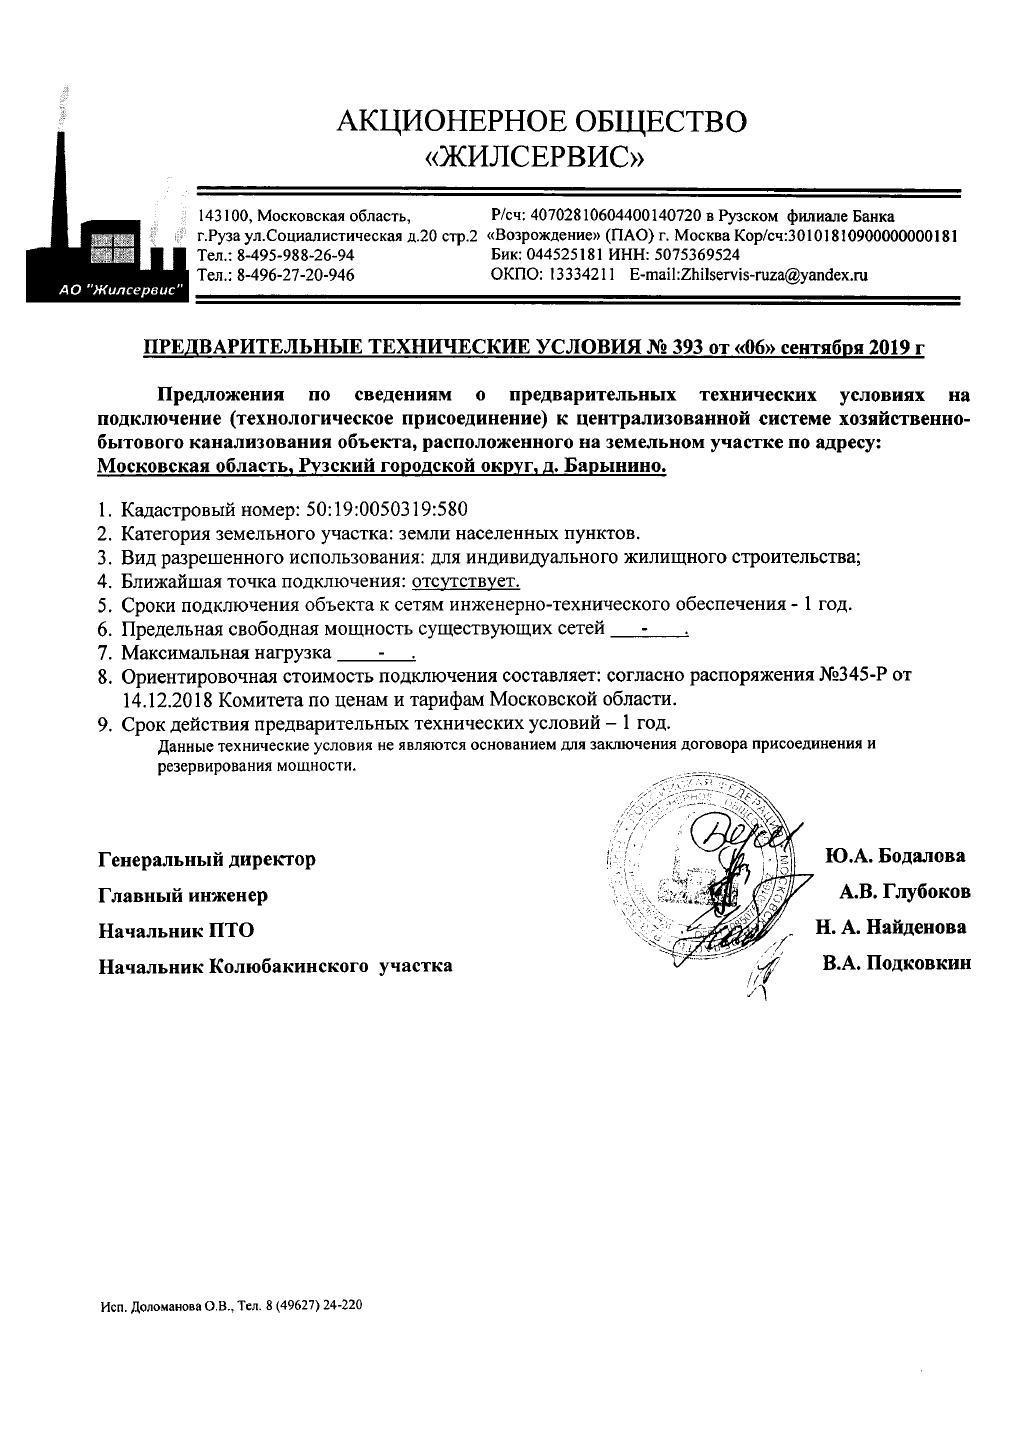 АКЦИОНЕРНОЕ ОБЩЕСТВО
«ЖИЛСЕРВИС»
АО "Жилсервис"
143100, Московская область,
г.Руза ул.Социалистическая д.20 стр.2
Тел.: 8-495-988-26-94
Тел.: 8-496-27-20-946
Р/сч: 40702810604400140720 в Рузском филиале Банка
«Возрождение» (ПАО) г. Москва Кор/сч:30101810900000000181
Бик: 044525181 ИНН: 5075369524
ОКПО: 13334211 E-mail:Zhilservis-ruza@yandex.ru
ПРЕДВАРИТЕЛЬНЫЕ ТЕХНИЧЕСКИЕ УСЛОВИЯ № 393 от «06» сентября 2019 г
Предложения по сведениям о предварительных технических условиях на
подключение (технологическое присоединение) к централизованной системе хозяйственно-
бытового канализования объекта, расположенного на земельном участке по адресу:
Московская область, Рузский городской округ, д. Барынино.
1. Кадастровый номер: 50:19:0050319:580
2. Категория земельного участка: земли населенных пунктов.
3. Вид разрешенного использования: для индивидуального жилищного строительства;
4. Ближайшая точка подключения: отсутствует.
5. Сроки подключения объекта к сетям инженерно-технического обеспечения - 1 год.
6. Предельная свободная мощность существующих сетей ___-____.
7. Максимальная нагрузка ____-___.
8. Ориентировочная стоимость подключения составляет: согласно распоряжения №345-Р от
14.12.2018 Комитета по ценам и тарифам Московской области.
9. Срок действия предварительных технических условий – 1 год.
Данные технические условия не являются основанием для заключения договора присоединения и
резервирования мощности.
Генеральный директор Ю.А. Бодалова
Главный инженер А.В. Глубоков
Начальник ПТО Н. А. Найденова
Начальник Колюбакинского участка В.А. Подковкин
Исп. Доломанова О.В., Тел. 8 (49627) 24-220